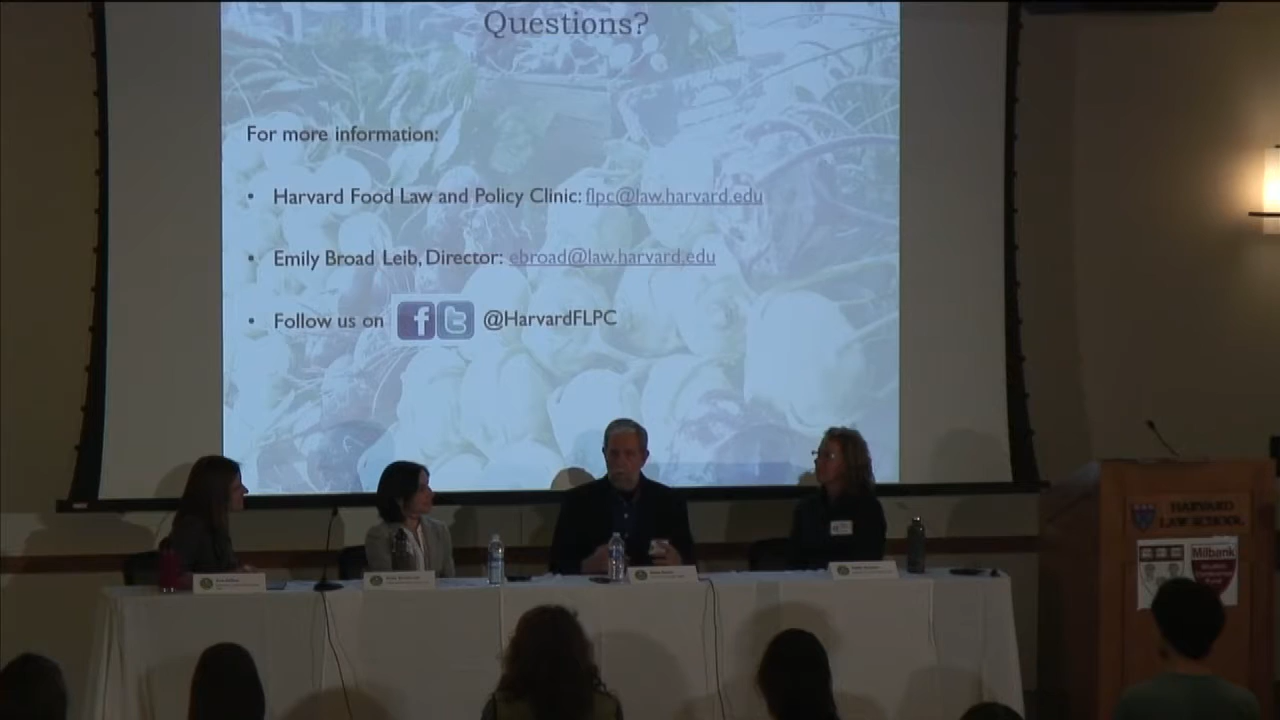 Questions?
For more information:
• Harvard Food Law and Policy Clinic: flpc@law.harvard.edu
• Emily Broad Leib, Director: ebroad@law.harvard.edu
• Follow us on f t @HarvardFLPC
HARVARD
LAW SCHOOL
Milbank